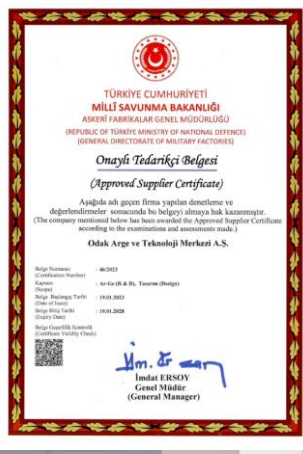 TÜRKİYE CUMHURİYETİ
MİLLÎ SAVUNMA BAKANLIĞI
ASKERÎ FABRİKALAR GENEL MÜDÜRLÜĞÜ
(REPUBLIC OF TÜRKİYE MINISTRY OF NATIONAL DEFENCE)
(GENERAL DIRECTORATE OF MILITARY FACTORIES)
Onaylı Tedarikçi Belgesi
(Approved Supplier Certificate)
Aşağıda adı geçen firma yapılan denetleme ve
değerlendirmeler sonucunda bu belgeyi almaya hak kazanmıştır.
(The company mentioned below has been awarded the Approved Supplier Certificate
according to the examinations and assessments made.)
Odak Arge ve Teknoloji Merkezi A.Ş.
Belge Numarası : 46/2023
(Certification Number)
Kapsam : Ar-Ge (R & D), Tasarım (Design)
(Scope)
Belge Başlangıç Tarihi : 19.01.2023
(Date of Issue)
Belge Bitiş Tarihi : 19.01.2028
(Expiry Date)
Belge Geçerlilik Kontrolü
(Certificate Validity Check)
İmdat ERSOY
Genel Müdür
(General Manager)